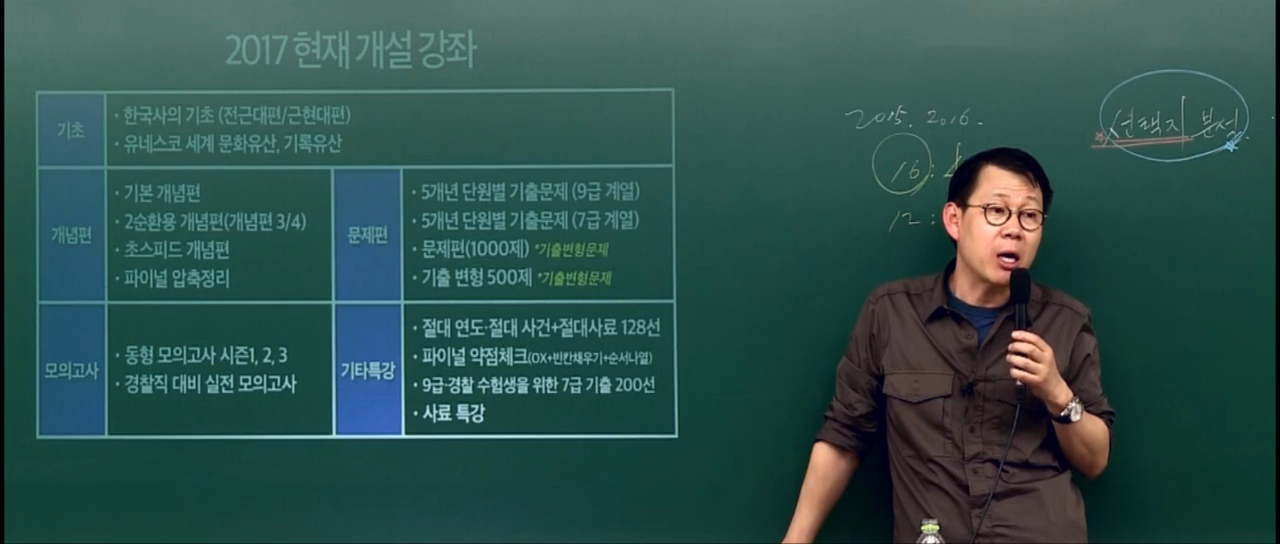 2017 현재 개설 강좌
기초
· 한국사의 기초 (전근대편/근현대편)
· 유네스코 세계 문화유산, 기록유산
개념편
· 기본 개념편
· 2순환용 개념편(개념편 3/4)
· 초스피드 개념편
· 파이널 압축정리
문제편
· 5개년 단원별 기출문제 (9급 계열)
· 5개년 단원별 기출문제 (7급 계열)
· 문제편(1000제) *기출변형문제
· 기출 변형 500제 *기출변형문제
모의고사
· 동형 모의고사 시즌1, 2, 3
· 경찰직 대비 실전 모의고사
기타특강
· 절대 연도·절대 사건+절대사료 128선
· 파이널 약점체크(OX+빈칸채우기+순서나열)
· 9급·경찰 수험생을 위한 7급 기출 200선
· 사료 특강
2015. 2016.
16 :
12 :
선택지 분석.